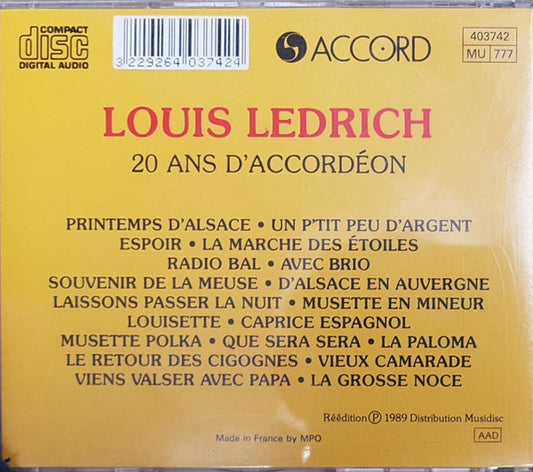 COMPACT
disc
DIGITAL AUDIO
3 229264 037424
ACCORD
403742
MU 777
LOUIS LEDRICH
20 ANS D'ACCORDÉON
PRINTEMPS D'ALSACE • UN P'TIT PEU D'ARGENT
ESPOIR • LA MARCHE DES ÉTOILES
RADIO BAL • AVEC BRIO
SOUVENIR DE LA MEUSE • D'ALSACE EN AUVERGNE
LAISSONS PASSER LA NUIT • MUSETTE EN MINEUR
LOUISETTE • CAPRICE ESPAGNOL
MUSETTE POLKA • QUE SERA SERA • LA PALOMA
LE RETOUR DES CIGOGNES • VIEUX CAMARADE
VIENS VALSER AVEC PAPA • LA GROSSE NOCE
Réédition Ⓟ 1989 Distribution Musidisc
Made in France by MPO
AAD